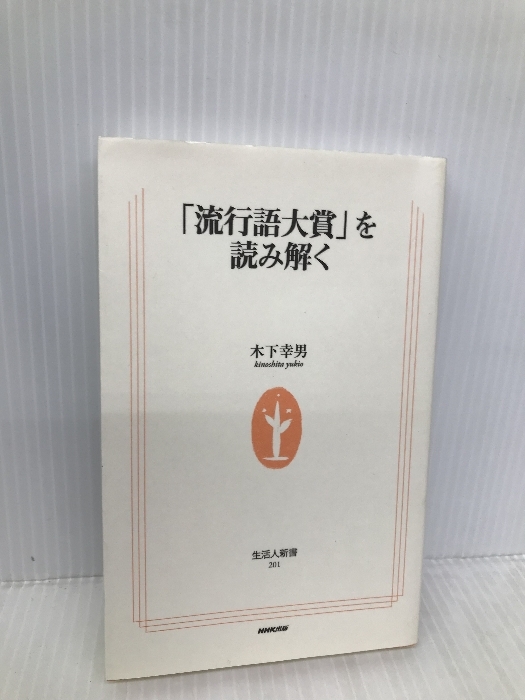 「流行語大賞」を
読み解く
木下幸男
kinoshita yukio
生活人新書
201
NHK出版